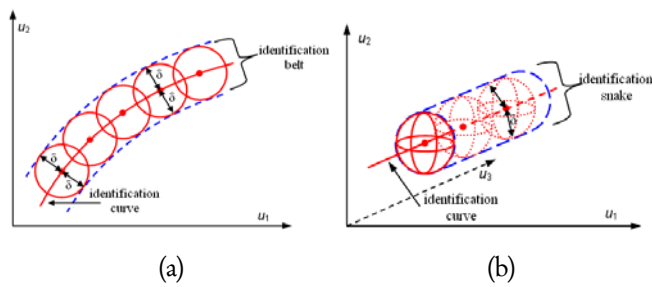 u2
identification
belt
δ
δ
δ
δ
identification
curve
u1
(a)
u2
identification
snake
δ
u3
identification
curve
u1
(b)